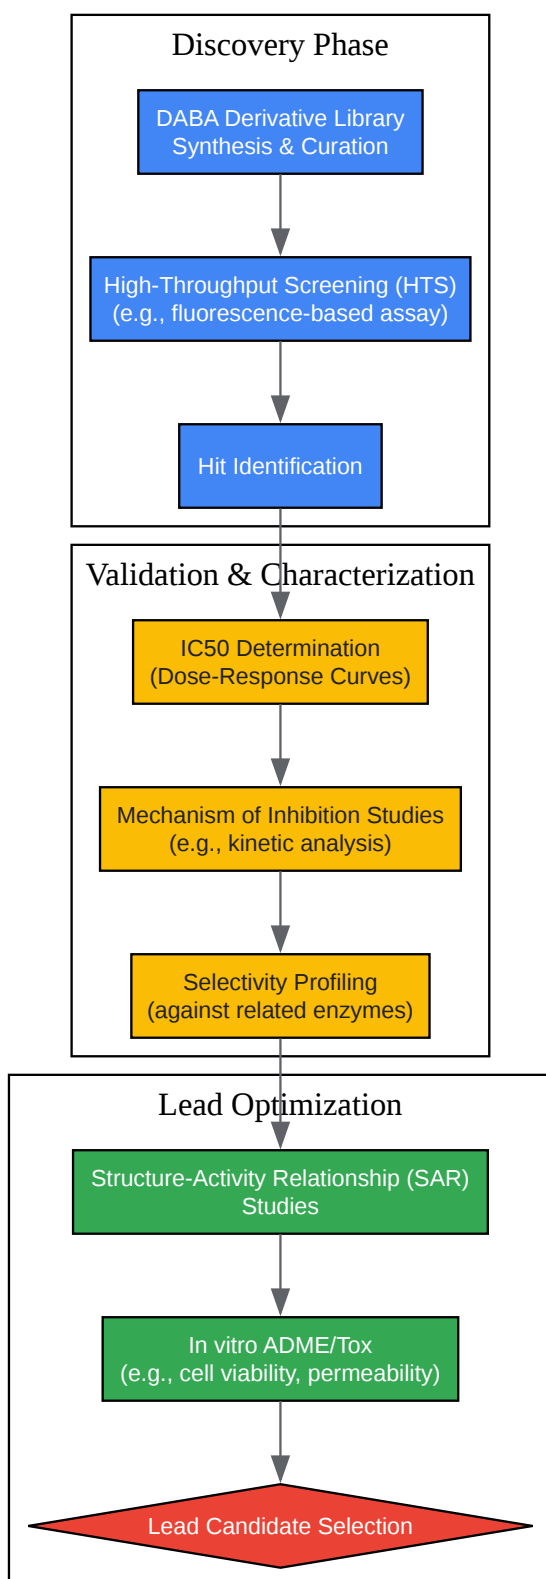 Discovery Phase
DABA Derivative Library
Synthesis & Curation
High-Throughput Screening (HTS)
(e.g., fluorescence-based assay)
Hit Identification
Validation & Characterization
IC50 Determination
(Dose-Response Curves)
Mechanism of Inhibition Studies
(e.g., kinetic analysis)
Selectivity Profiling
(against related enzymes)
Lead Optimization
Structure-Activity Relationship (SAR)
Studies
In vitro ADME/Tox
(e.g., cell viability, permeability)
Lead Candidate Selection